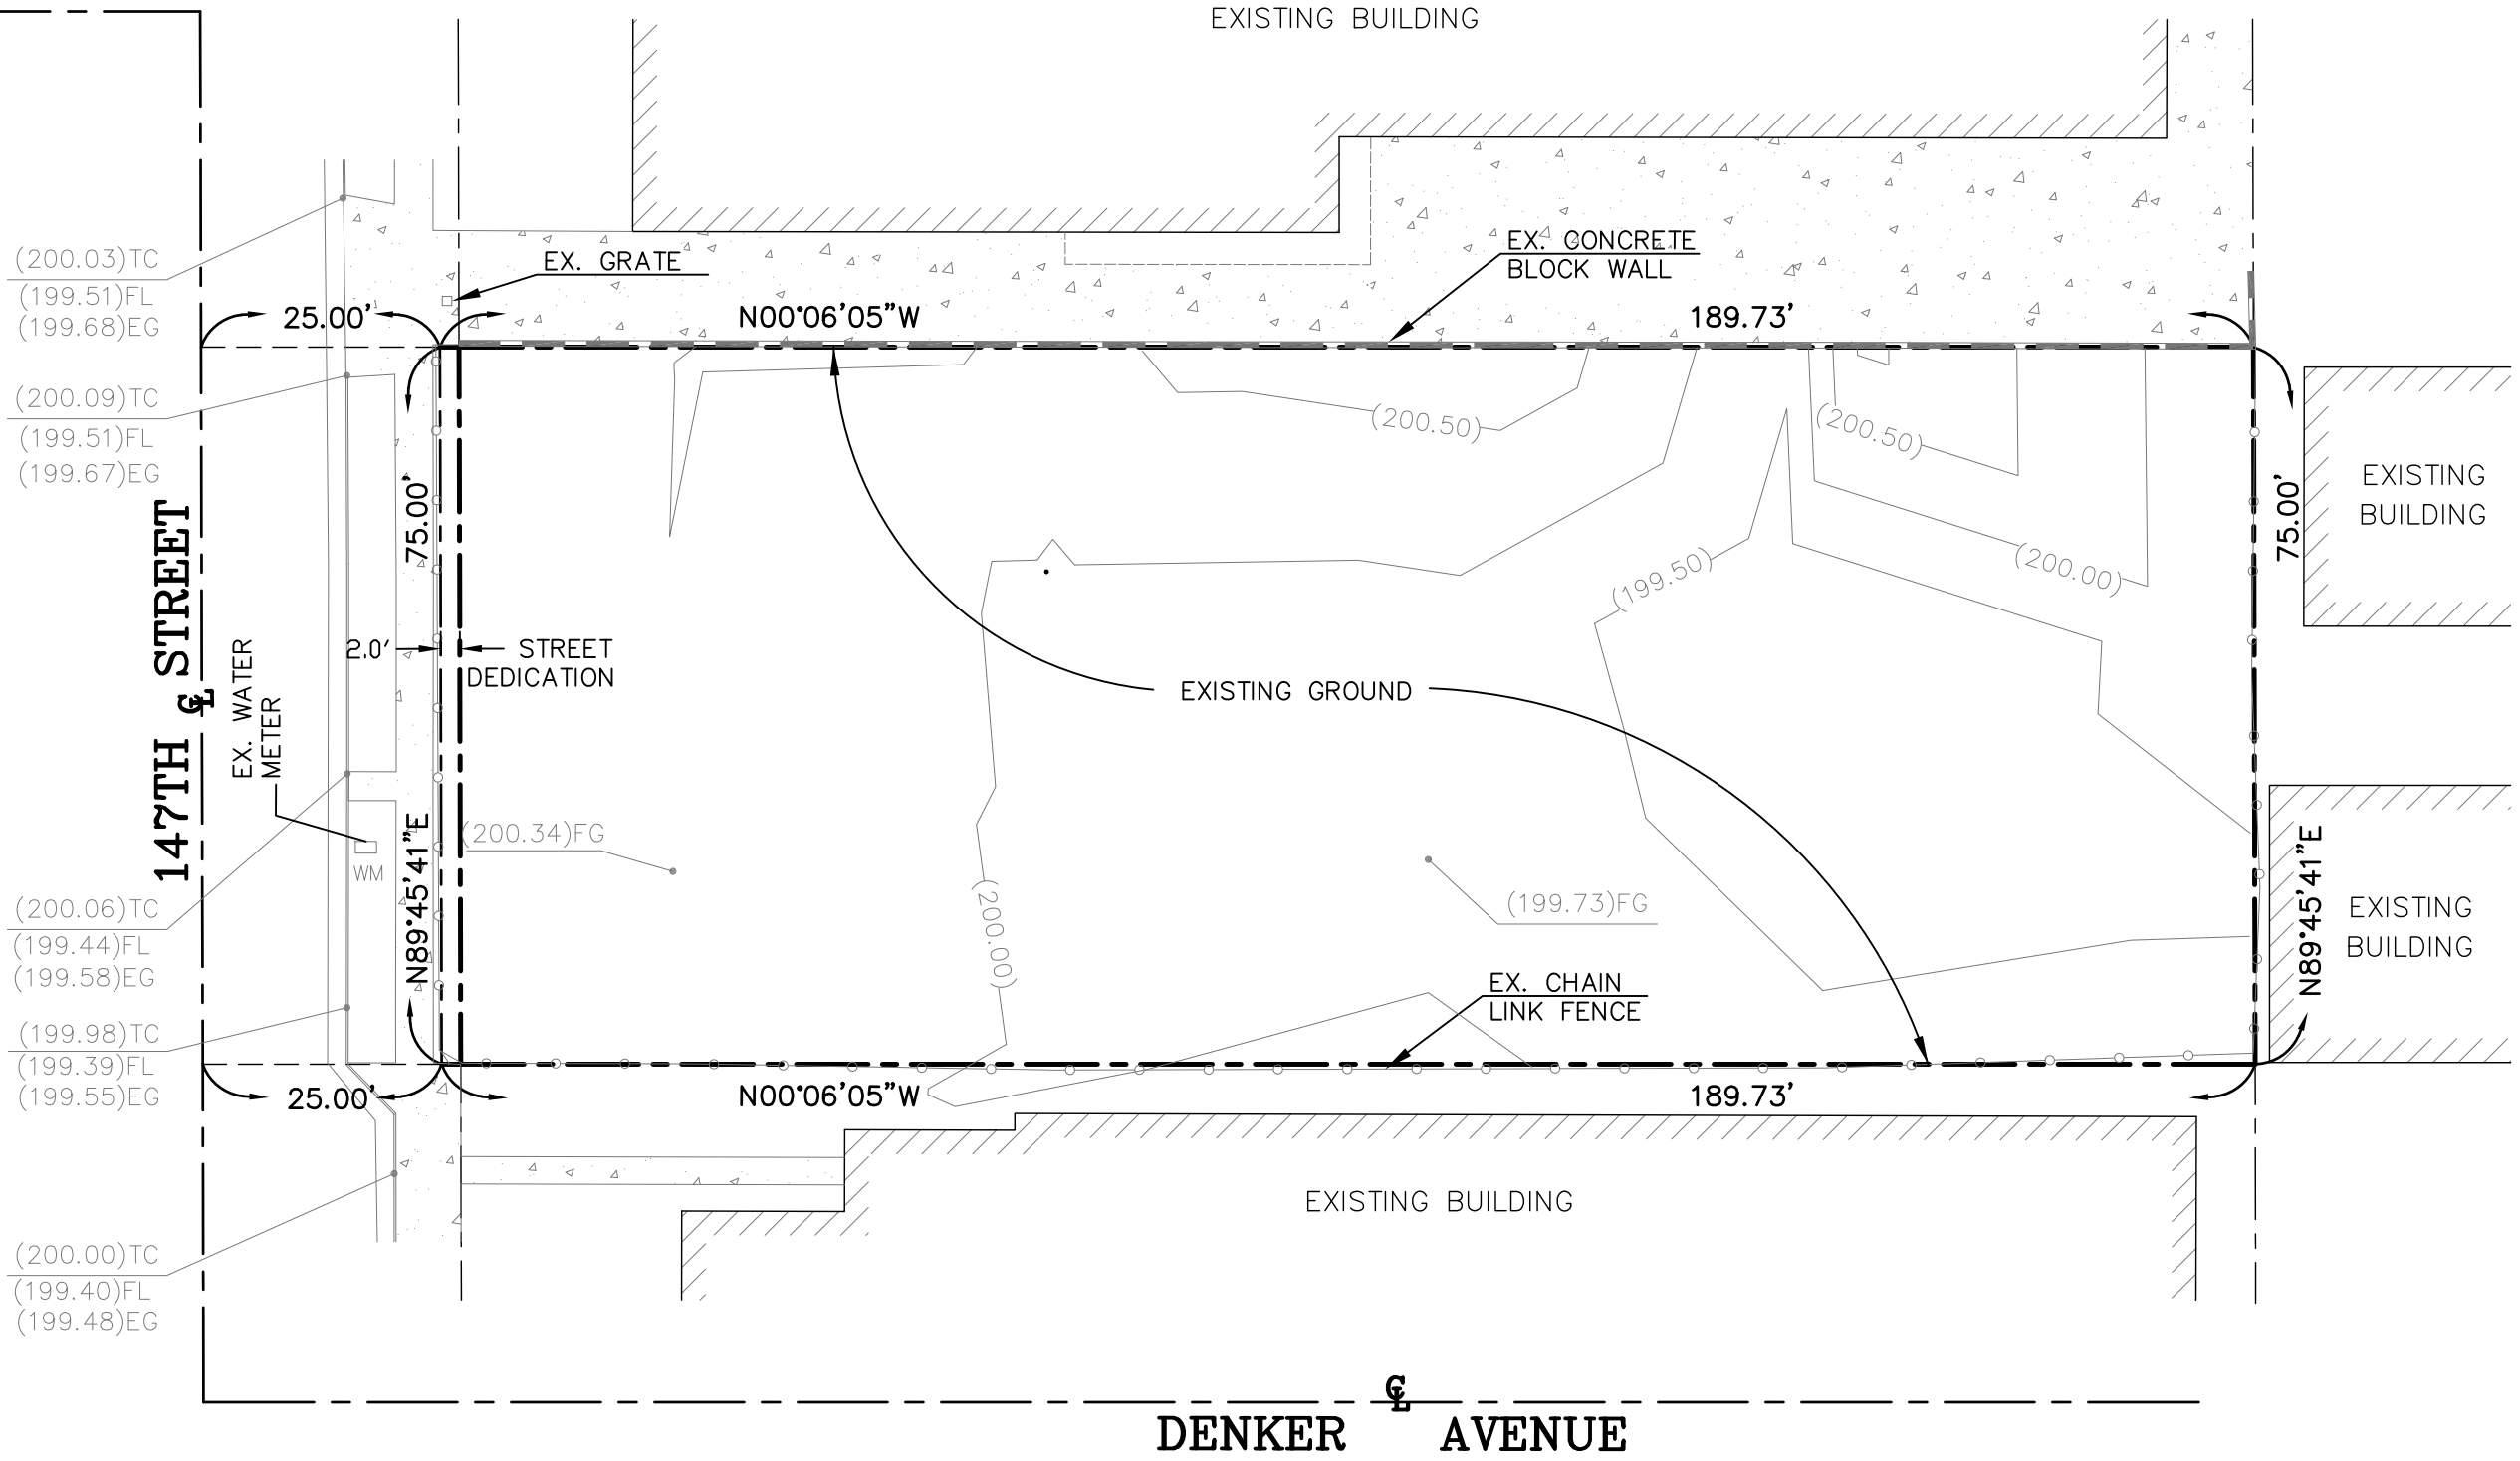 EXISTING BUILDING
(200.03)TC
(199.51)FL
(199.68)EG
EX. GRATE
EX. CONCRETE
BLOCK WALL
25.00'
N00°06'05"W
189.73'
(200.09)TC
(199.51)FL
(199.67)EG
(200.50)
(200.50)
75.00'
75.00'
EXISTING
BUILDING
(199.50)
(200.00)
147TH ℄ STREET
EX. WATER
METER
2.0'
STREET
DEDICATION
EXISTING GROUND
(200.34)FG
WM
N89°45'41"E
(200.00)
(199.73)FG
N89°45'41"E
EXISTING
BUILDING
(200.06)TC
(199.44)FL
(199.58)EG
EX. CHAIN
LINK FENCE
(199.98)TC
(199.39)FL
(199.55)EG
25.00'
N00°06'05"W
189.73'
EXISTING BUILDING
(200.00)TC
(199.40)FL
(199.48)EG
DENKER ℄ AVENUE